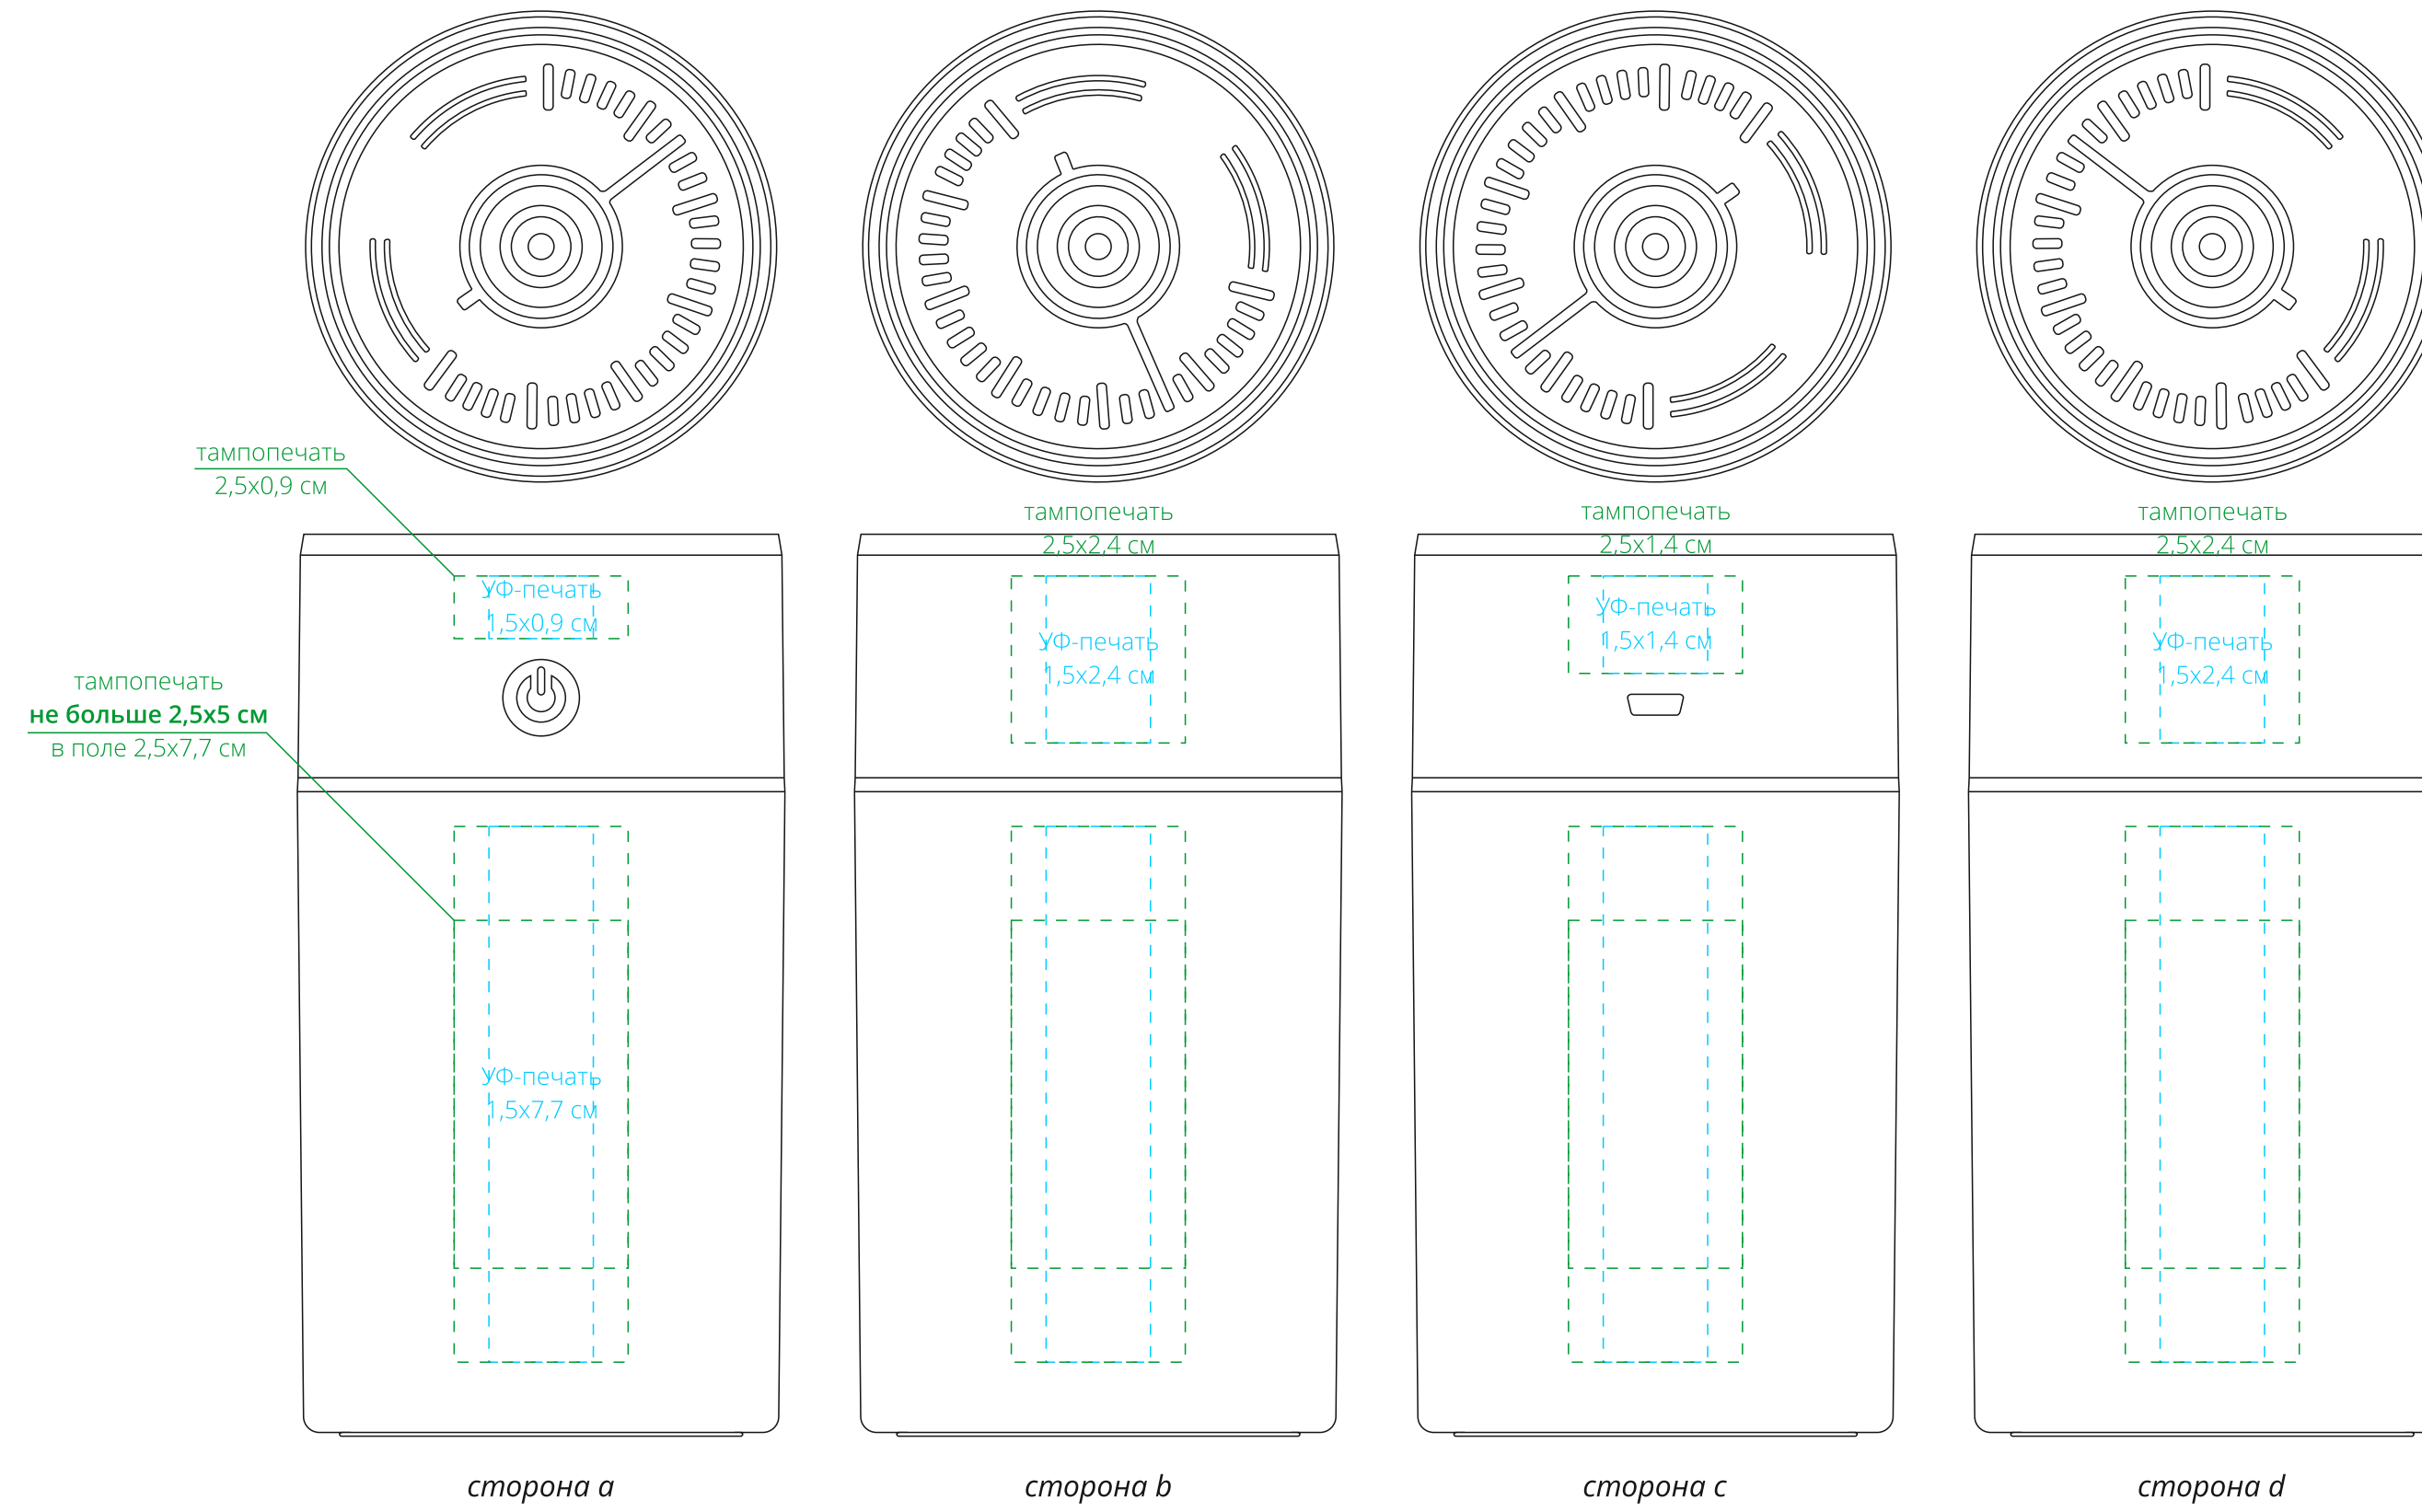 тампопечать
2,5х0,9 см
тампопечать
2,5х2,4 см
тампопечать
2,5х1,4 см
тампопечать
2,5х2,4 см
УФ-печать
1,5х0,9 см
УФ-печать
1,5х2,4 см
УФ-печать
1,5х1,4 см
УФ-печать
1,5х2,4 см
тампопечать
не больше 2,5х5 см
в поле 2,5х7,7 см
УФ-печать
1,5х7,7 см
сторона a
сторона b
сторона c
сторона d